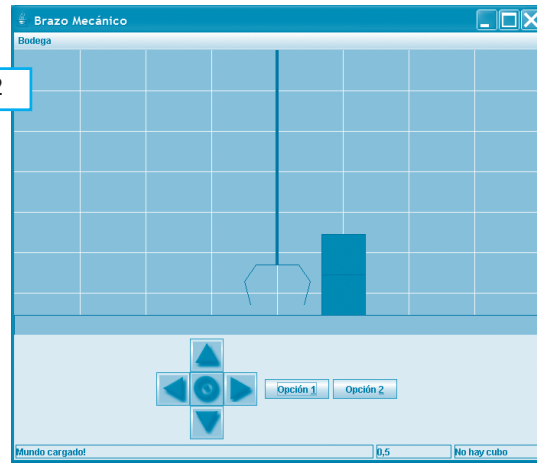 Brazo Mecánico
Bodega
2
Opción 1
Opción 2
Mundo cargado!
0,5
No hay cubo